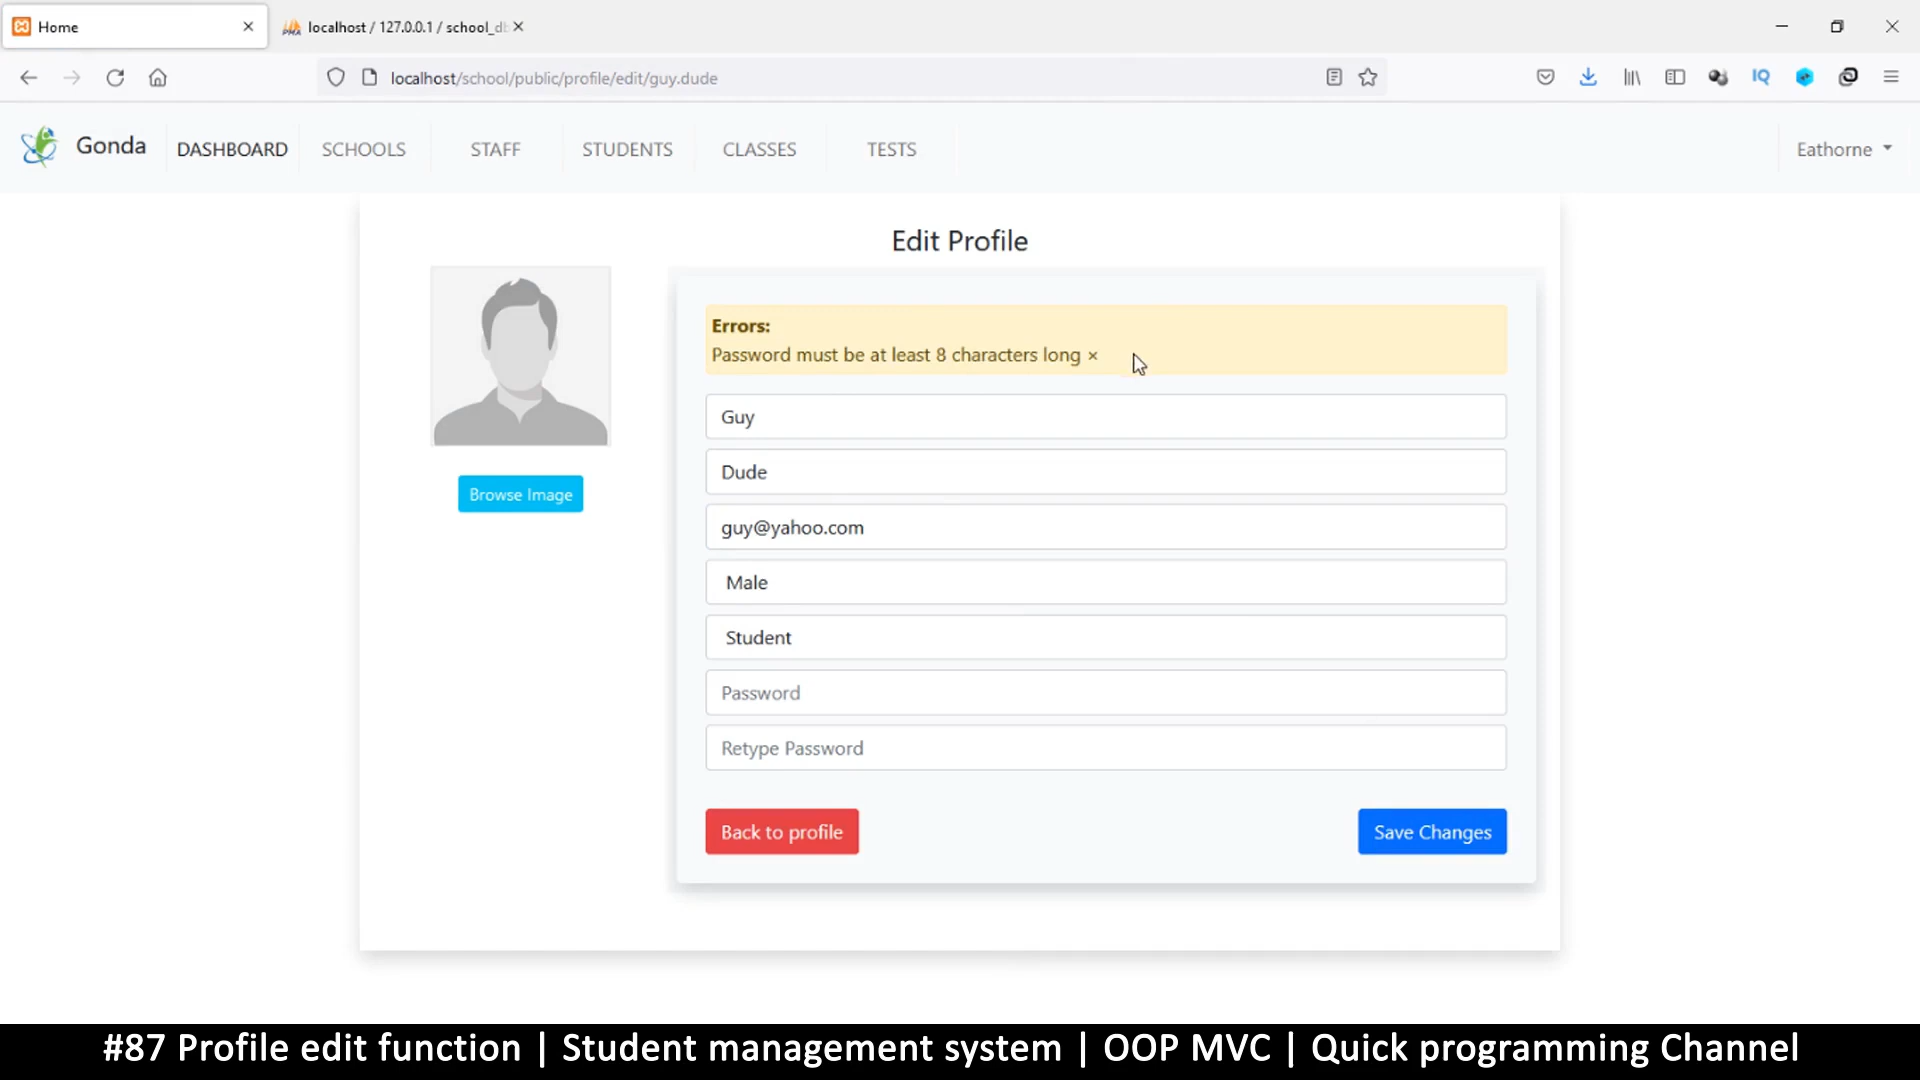 Home
localhost / 127.0.0.1 / school_db
localhost/school/public/profile/edit/guy.dude
IQ
Gonda
DASHBOARD
SCHOOLS
STAFF
STUDENTS
CLASSES
TESTS
Eathorne
Edit Profile
Browse Image
Errors:
Password must be at least 8 characters long ×
Guy
Dude
guy@yahoo.com
Male
Student
Password
Retype Password
Back to profile
Save Changes
#87 Profile edit function | Student management system | OOP MVC | Quick programming Channel